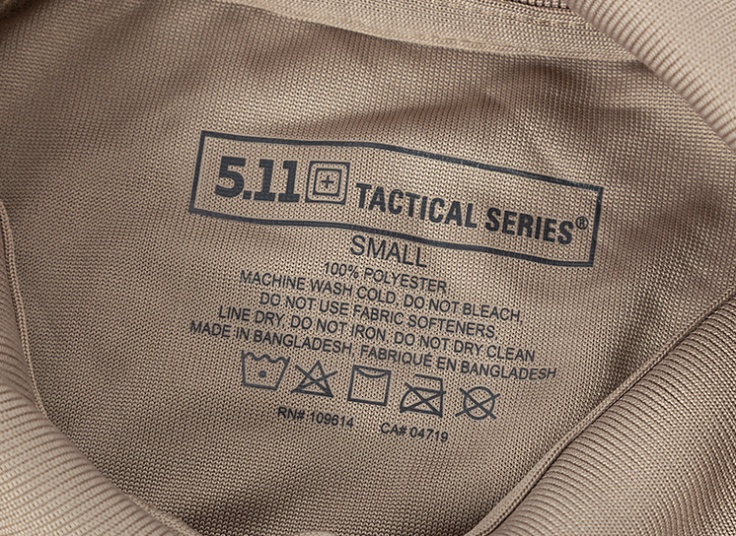 5.11 TACTICAL SERIES®
SMALL
100% POLYESTER
MACHINE WASH COLD, DO NOT BLEACH,
DO NOT USE FABRIC SOFTENERS,
LINE DRY, DO NOT IRON, DO NOT DRY CLEAN
MADE IN BANGLADESH, FABRIQUÉ EN BANGLADESH
RN# 109614 CA# 04719